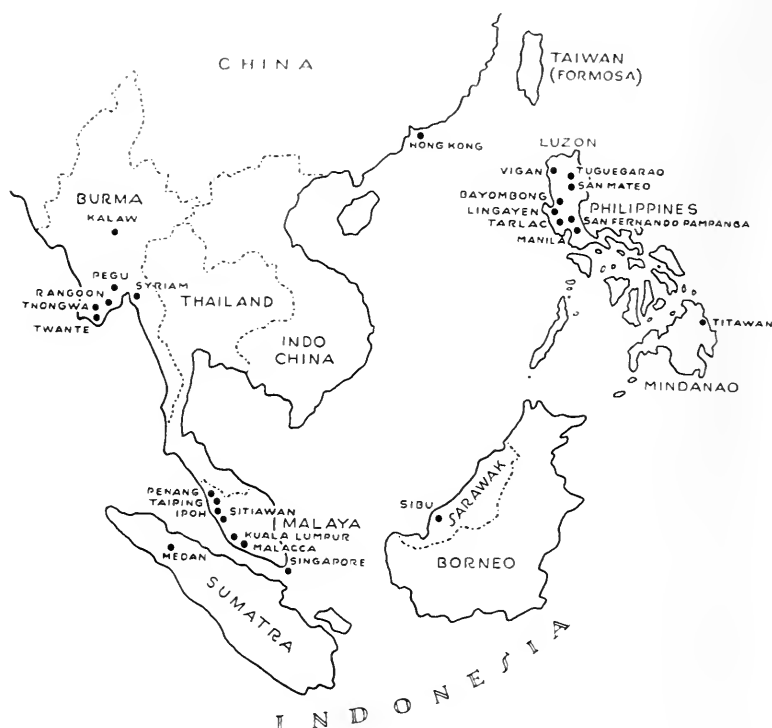 CHINA
TAIWAN
(FORMOSA)
HONG KONG
LUZON
VIGAN
TUGUEGARAO
SAN MATEO
BURMA
KALAW
BAYOMBONG
LINGAYEN
PHILIPPINES
SAN FERNANDO PAMPANGA
TARLAC
MANILA
PEGU
SYRIAM
RANGOON
TNONGWA
TWANTE
THAILAND
INDO
CHINA
TITAWAN
MINDANAO
PENANG
TAIPING
IPOH
SITIAWAN
MALAYA
KUALA LUMPUR
MALACCA
SINGAPORE
SIBU
SARAWAK
BORNEO
MEDAN
SUMATRA
INDONESIA